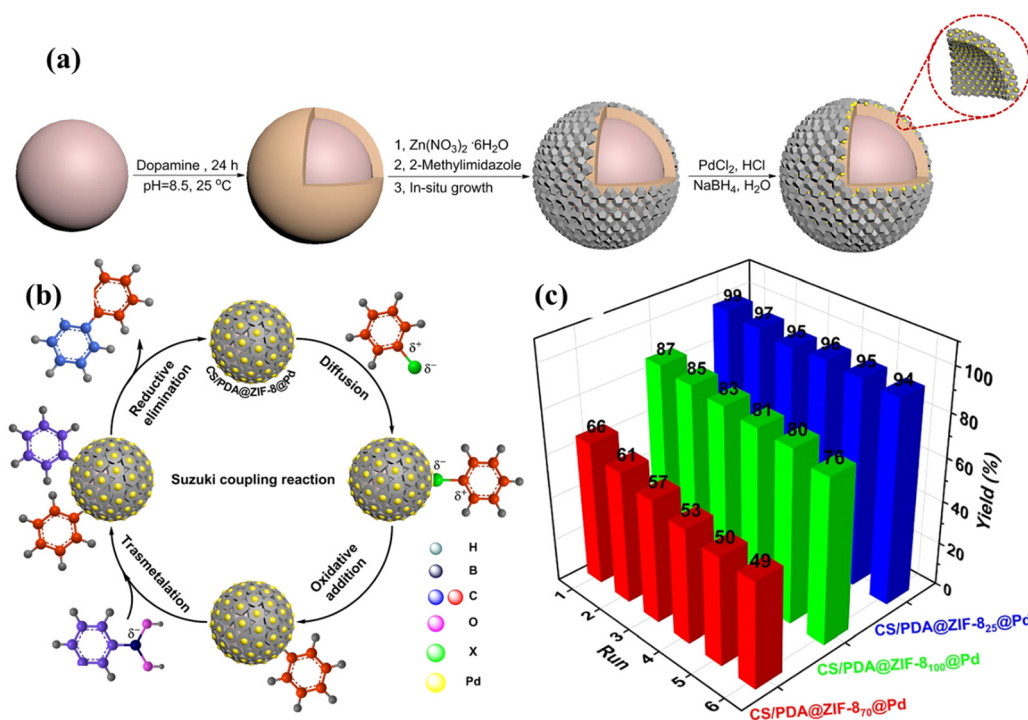 (a)
Dopamine , 24 h
pH=8.5, 25 °C
1, Zn(NO₃)₂ ·6H₂O
2, 2-Methylimidazole
3, In-situ growth
PdCl₂, HCl
NaBH₄, H₂O
(b)
CS/PDA@ZIF-8@Pd
Diffusion
δ⁺
δ⁻
Reductive
elimination
Suzuki coupling reaction
δ⁻
δ⁺
Oxidative
addition
Trasmetalation
δ⁻
H
B
C
O
X
Pd
(c)
99
97
95
96
95
94
87
85
83
81
80
76
66
61
57
53
50
49
100
80
60
40
20
0
Yield (%)
1
2
3
4
5
6
Run
CS/PDA@ZIF-8₂₅@Pd
CS/PDA@ZIF-8₁₀₀@Pd
CS/PDA@ZIF-8₇₀@Pd